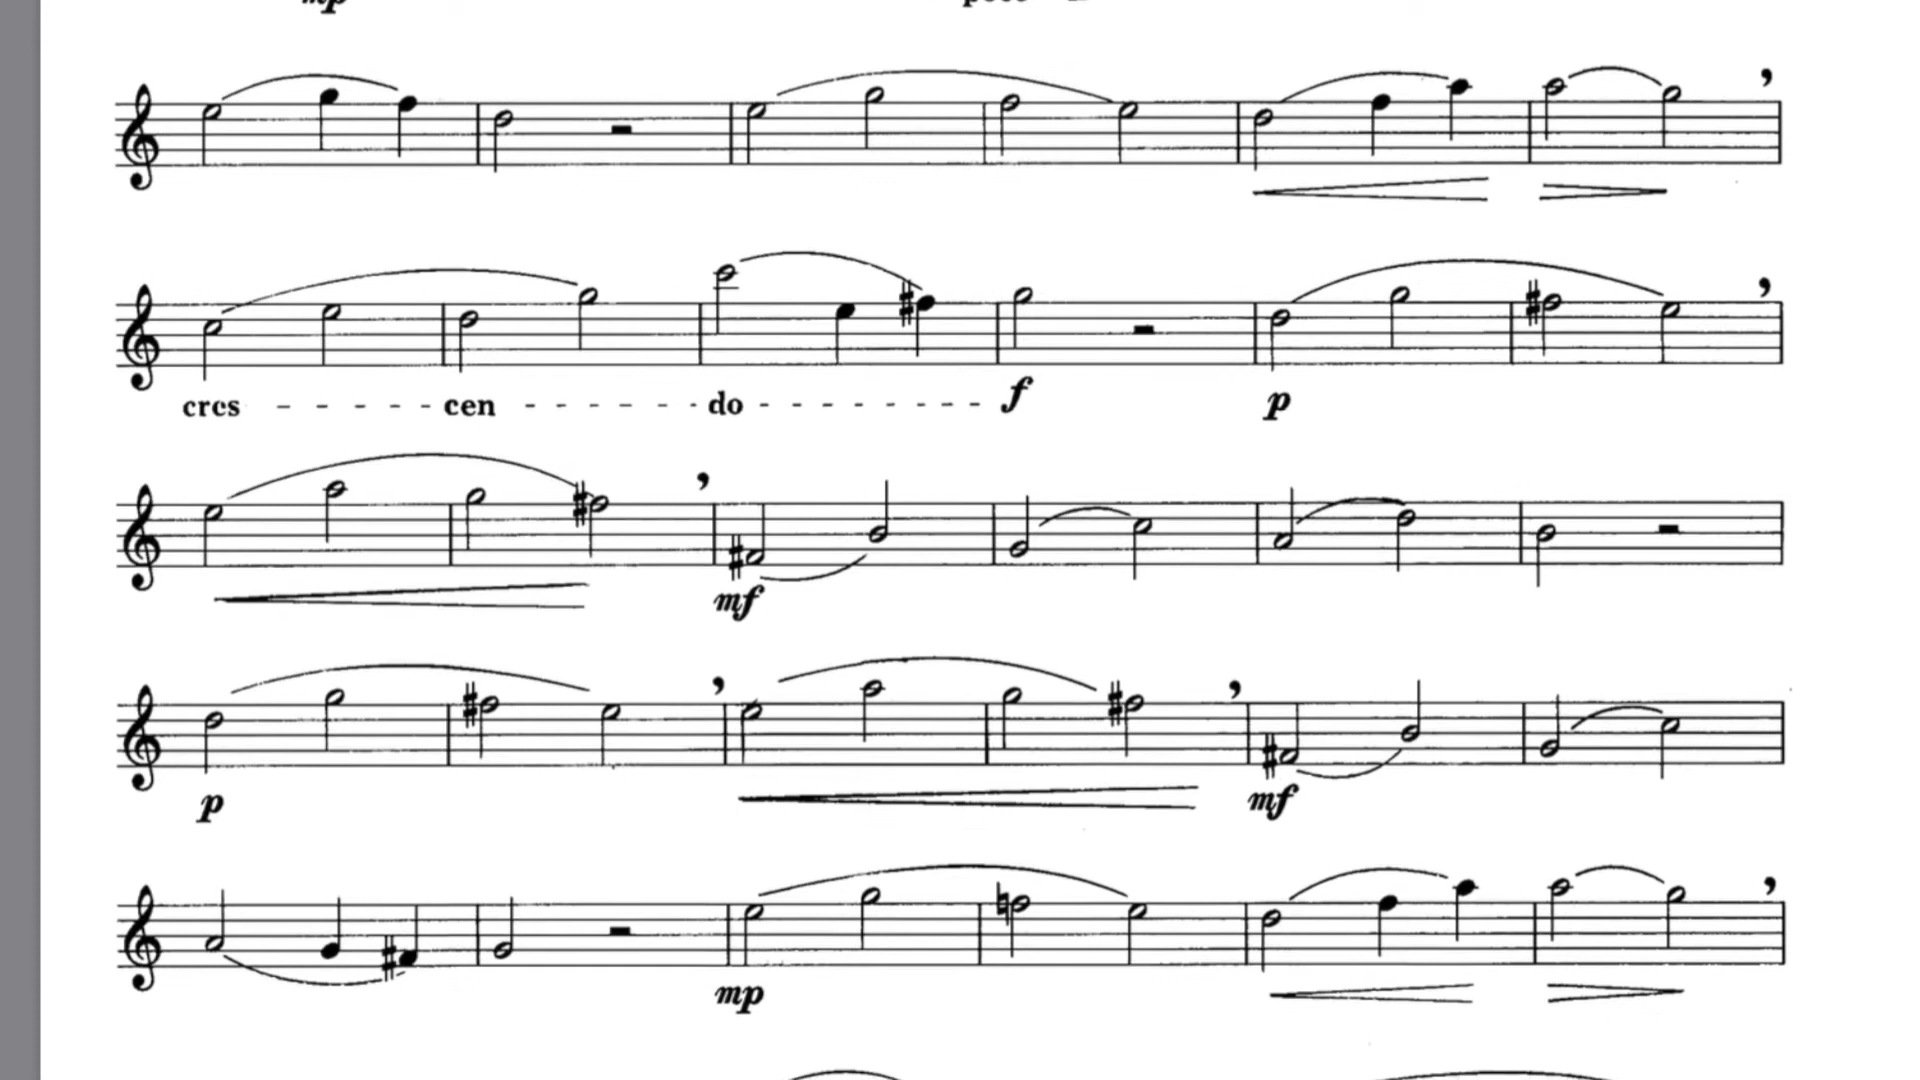 cres - - - - - cen - - - - - - do - - - - - - - - f p
mf
p mf
mp